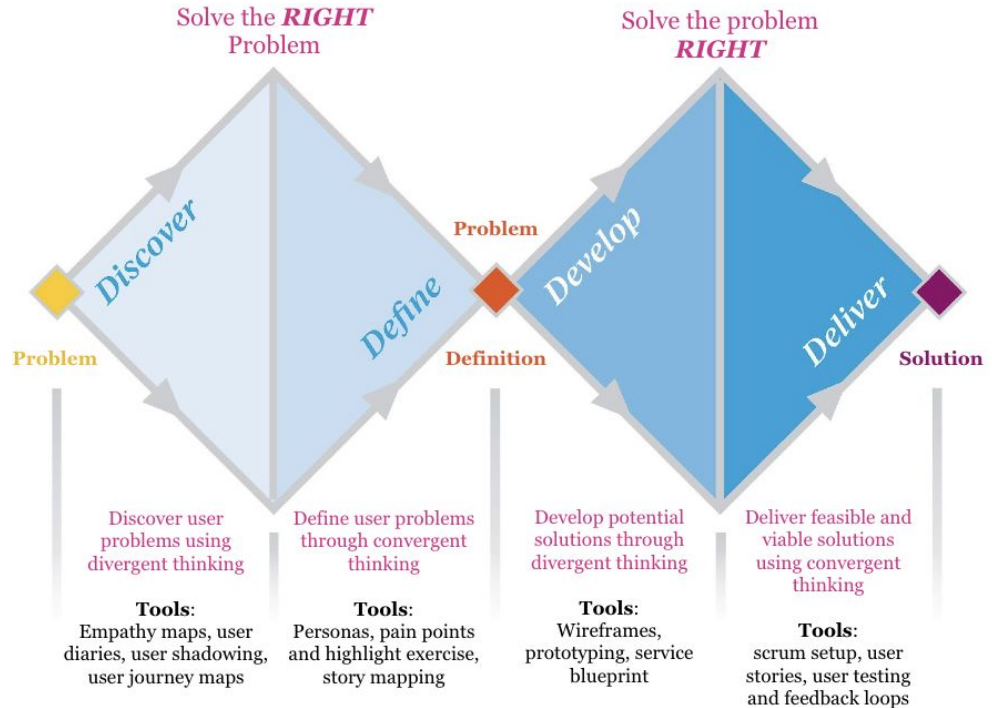 Solve the RIGHT
Problem
Solve the problem
RIGHT
Discover
Define
Develop
Deliver
Problem
Problem
Definition
Solution
Discover user
problems using
divergent thinking
Tools:
Empathy maps, user
diaries, user shadowing,
user journey maps
Define user problems
through convergent
thinking
Tools:
Personas, pain points
and highlight exercise,
story mapping
Develop potential
solutions through
divergent thinking
Tools:
Wireframes,
prototyping, service
blueprint
Deliver feasible and
viable solutions
using convergent
thinking
Tools:
scrum setup, user
stories, user testing
and feedback loops